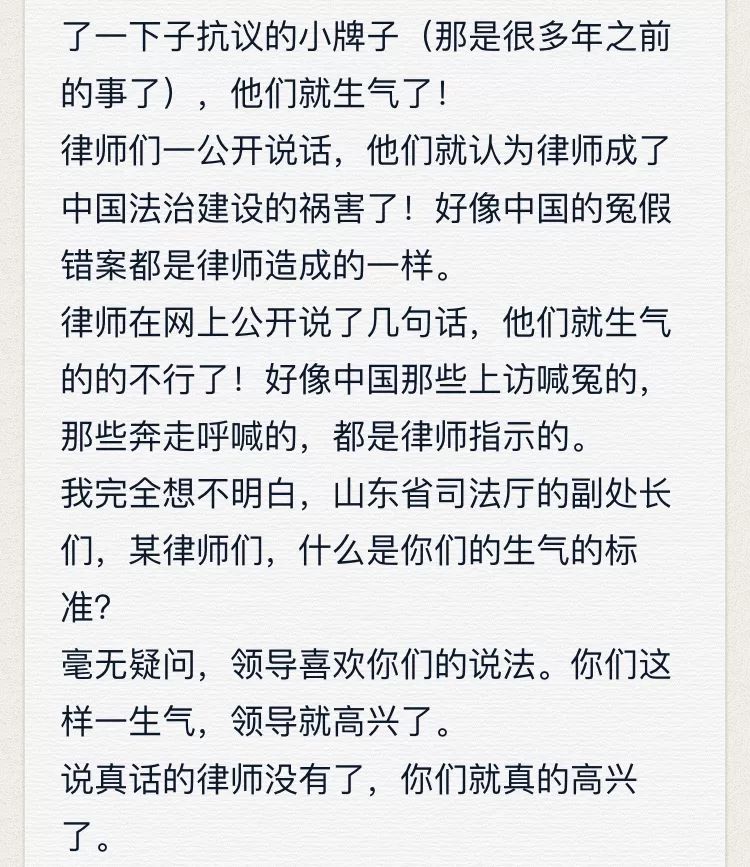 了一下子抗议的小牌子（那是很多年之前
的事了），他们就生气了！
律师们一公开说话，他们就认为律师成了
中国法治建设的祸害了！好像中国的冤假
错案都是律师造成的一样。
律师在网上公开说了几句话，他们就生气
的的不行了！好像中国那些上访喊冤的，
那些奔走呼喊的，都是律师指示的。
我完全想不明白，山东省司法厅的副处长
们，某律师们，什么是你们的生气的标
准？
毫无疑问，领导喜欢你们的说法。你们这
样一生气，领导就高兴了。
说真话的律师没有了，你们就真的高兴
了。